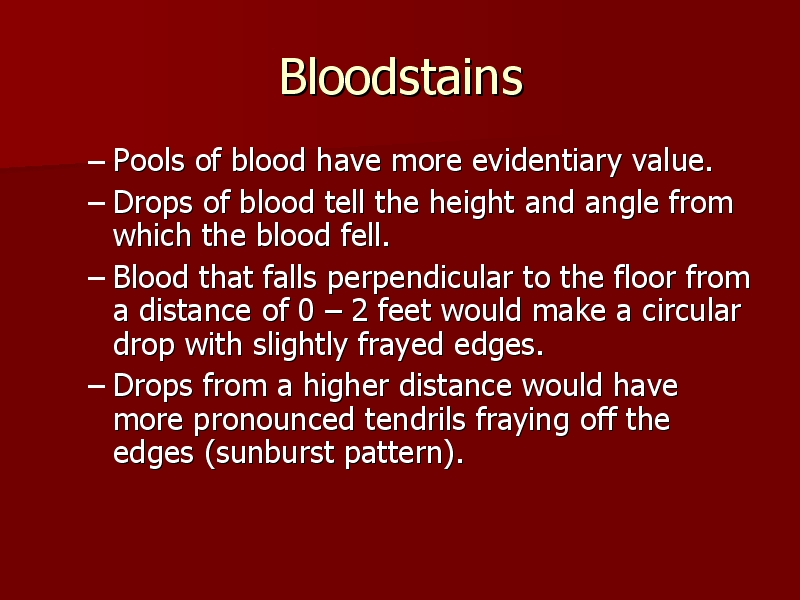 Bloodstains
– Pools of blood have more evidentiary value.
– Drops of blood tell the height and angle from
which the blood fell.
– Blood that falls perpendicular to the floor from
a distance of 0 – 2 feet would make a circular
drop with slightly frayed edges.
– Drops from a higher distance would have
more pronounced tendrils fraying off the
edges (sunburst pattern).